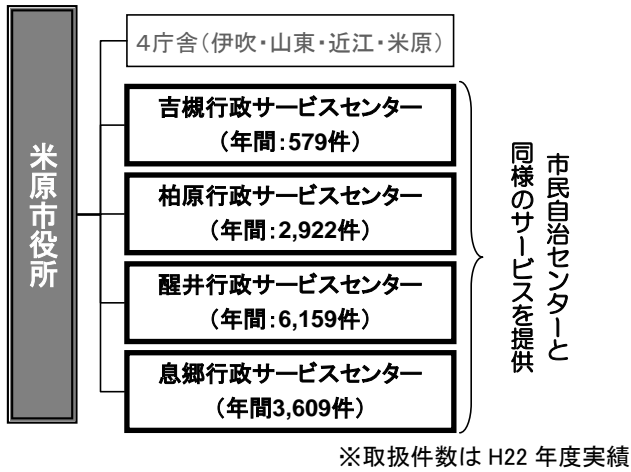 米原市役所
４庁舎（伊吹・山東・近江・米原）
吉槻行政サービスセンター
（年間：579件）
柏原行政サービスセンター
（年間：2,922件）
醒井行政サービスセンター
（年間：6,159件）
息郷行政サービスセンター
（年間3,609件）
市民自治センターと
同様のサービスを提供
※取扱件数は H22 年度実績